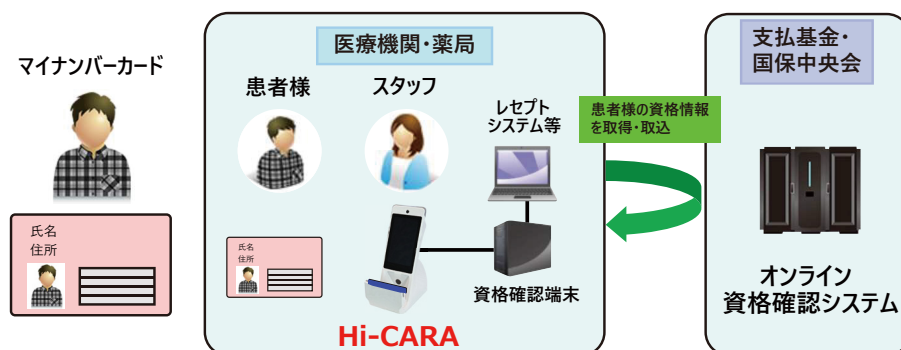 マイナンバーカード
氏名
住所
医療機関・薬局
患者様
スタッフ
氏名
住所
Hi-CARA
レセプト
システム等
資格確認端末
患者様の資格情報
を取得・取込
支払基金・
国保中央会
オンライン
資格確認システム